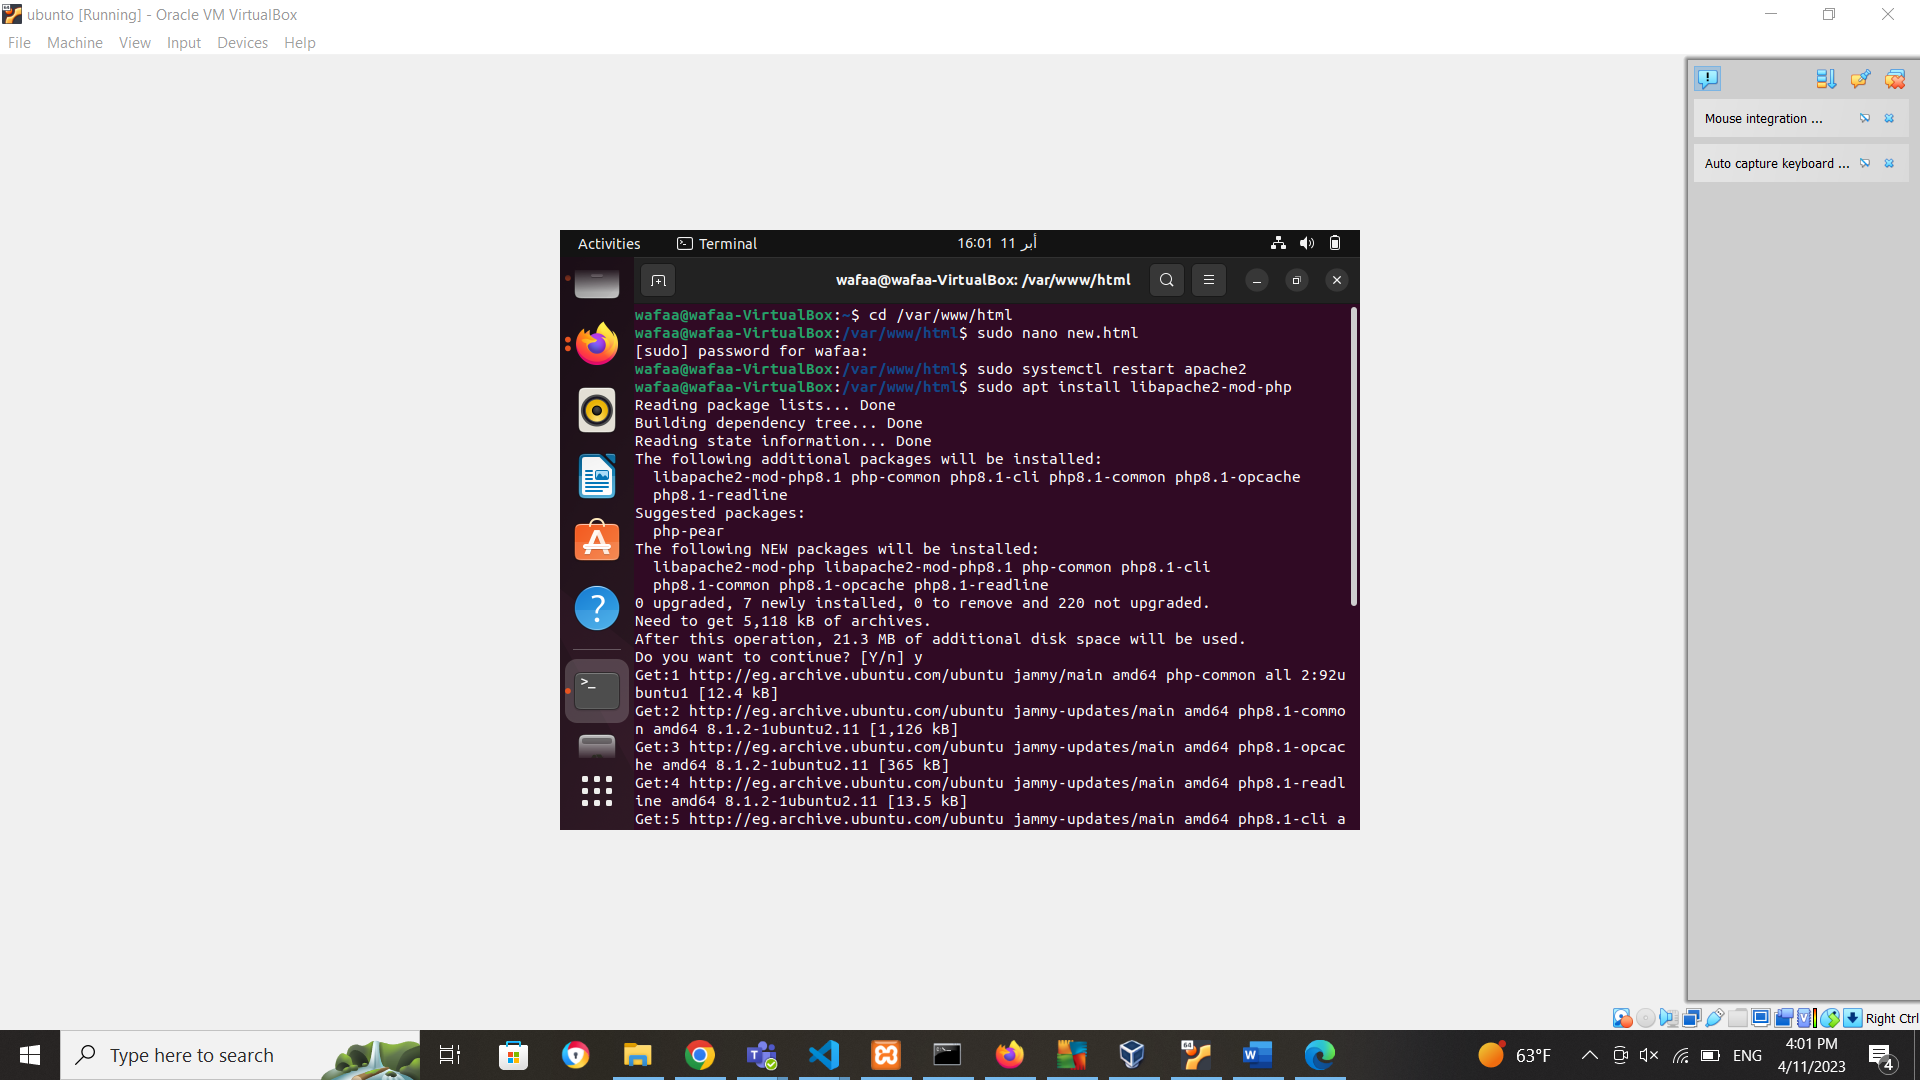 ubunto [Running] - Oracle VM VirtualBox
File Machine View Input Devices Help
Mouse integration ...
Auto capture keyboard ...
Activities Terminal 16:01 11 أبر
wafaa@wafaa-VirtualBox: /var/www/html
wafaa@wafaa-VirtualBox:~$ cd /var/www/html
wafaa@wafaa-VirtualBox:/var/www/html$ sudo nano new.html
[sudo] password for wafaa:
wafaa@wafaa-VirtualBox:/var/www/html$ sudo systemctl restart apache2
wafaa@wafaa-VirtualBox:/var/www/html$ sudo apt install libapache2-mod-php
Reading package lists... Done
Building dependency tree... Done
Reading state information... Done
The following additional packages will be installed:
libapache2-mod-php8.1 php-common php8.1-cli php8.1-common php8.1-opcache
php8.1-readline
Suggested packages:
php-pear
The following NEW packages will be installed:
libapache2-mod-php libapache2-mod-php8.1 php-common php8.1-cli
php8.1-common php8.1-opcache php8.1-readline
0 upgraded, 7 newly installed, 0 to remove and 220 not upgraded.
Need to get 5,118 kB of archives.
After this operation, 21.3 MB of additional disk space will be used.
Do you want to continue? [Y/n] y
Get:1 http://eg.archive.ubuntu.com/ubuntu jammy/main amd64 php-common all 2:92u
buntu1 [12.4 kB]
Get:2 http://eg.archive.ubuntu.com/ubuntu jammy-updates/main amd64 php8.1-commo
n amd64 8.1.2-1ubuntu2.11 [1,126 kB]
Get:3 http://eg.archive.ubuntu.com/ubuntu jammy-updates/main amd64 php8.1-opcac
he amd64 8.1.2-1ubuntu2.11 [365 kB]
Get:4 http://eg.archive.ubuntu.com/ubuntu jammy-updates/main amd64 php8.1-readl
ine amd64 8.1.2-1ubuntu2.11 [13.5 kB]
Get:5 http://eg.archive.ubuntu.com/ubuntu jammy-updates/main amd64 php8.1-cli a
Right Ctrl
Type here to search
63°F
ENG
4:01 PM
4/11/2023
4